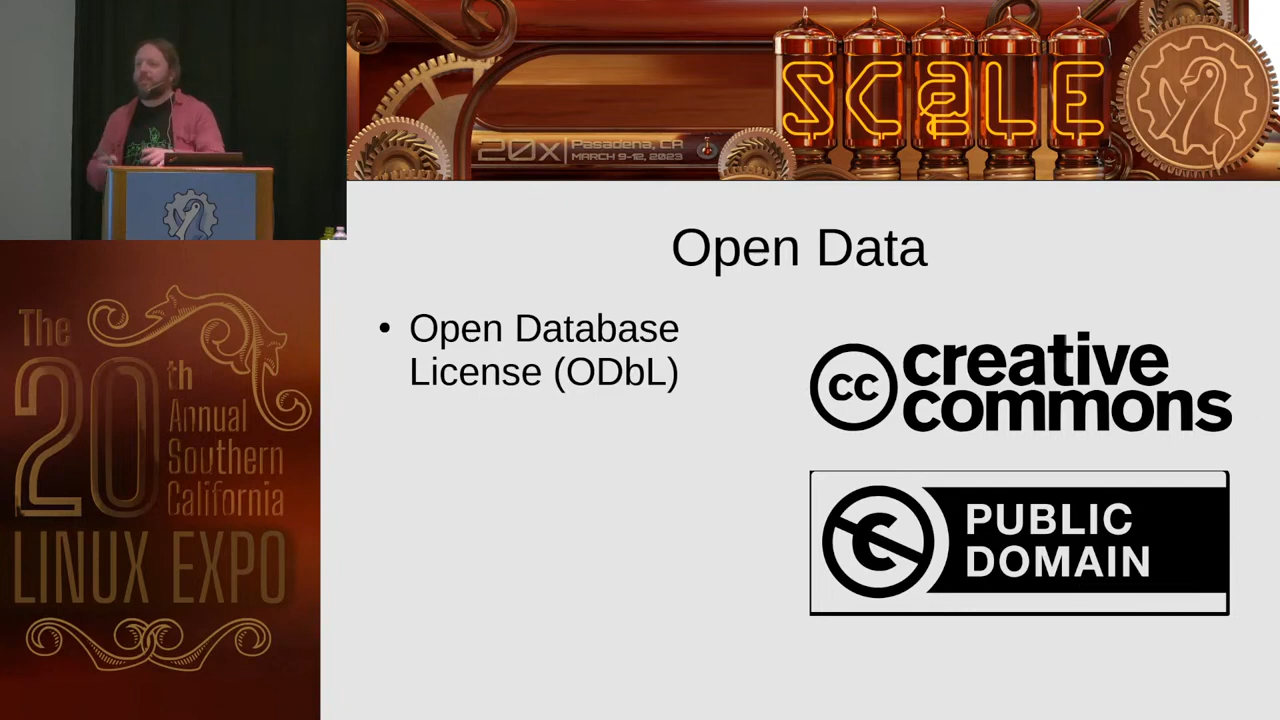 SCaLE
20x
Pasadena, CA
MARCH 9-12, 2023
The
20th
Annual
Southern
California
LINUX EXPO
Open Data
• Open Database
License (ODbL)
cc creative
commons
PUBLIC
DOMAIN